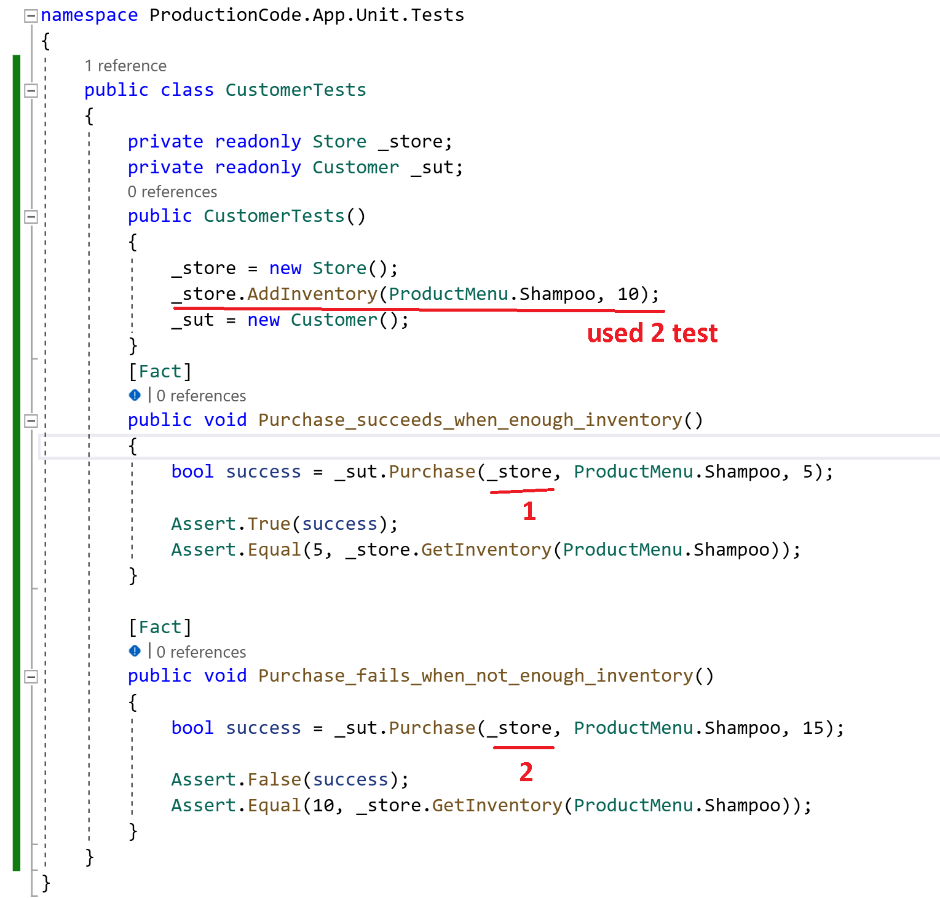 namespace ProductionCode.App.Unit.Tests
{
1 reference
public class CustomerTests
{
private readonly Store _store;
private readonly Customer _sut;
0 references
public CustomerTests()
{
_store = new Store();
_store.AddInventory(ProductMenu.Shampoo, 10);
_sut = new Customer();
used 2 test
}
[Fact]
| 0 references
public void Purchase_succeeds_when_enough_inventory()
{
bool success = _sut.Purchase(_store, ProductMenu.Shampoo, 5);
1
Assert.True(success);
Assert.Equal(5, _store.GetInventory(ProductMenu.Shampoo));
}
[Fact]
| 0 references
public void Purchase_fails_when_not_enough_inventory()
{
bool success = _sut.Purchase(_store, ProductMenu.Shampoo, 15);
2
Assert.False(success);
Assert.Equal(10, _store.GetInventory(ProductMenu.Shampoo));
}
}
}